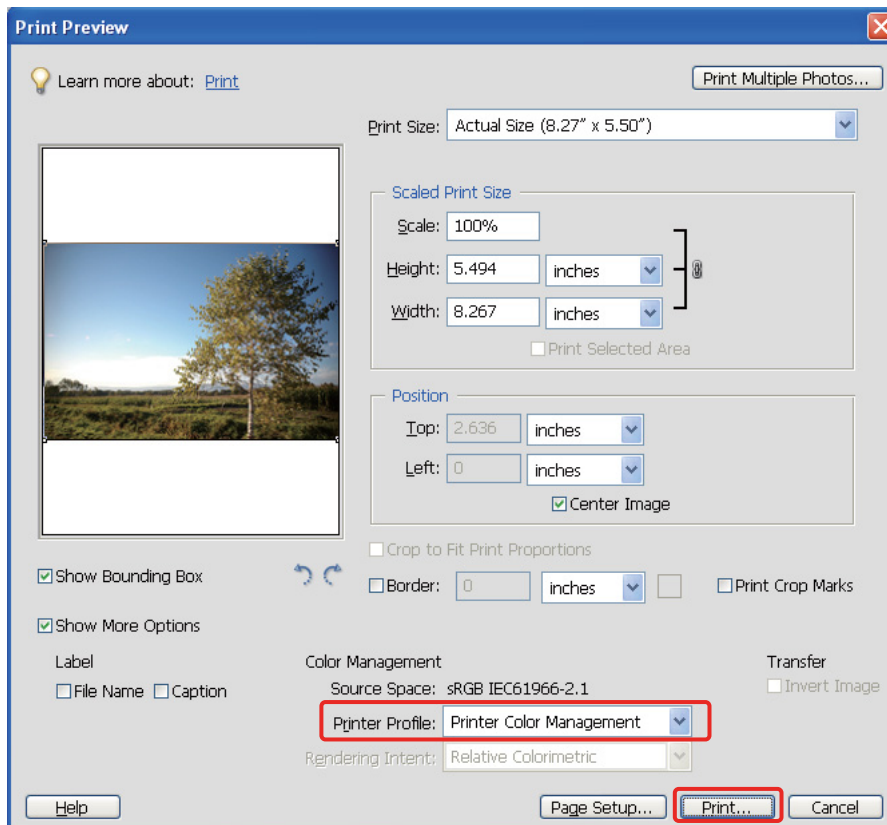 Print Preview
Learn more about: Print
Print Multiple Photos...
Print Size: Actual Size (8.27" x 5.50")
Scaled Print Size
Scale: 100%
Height: 5.494 inches
Width: 8.267 inches
Print Selected Area
Position
Top: 2.636 inches
Left: 0 inches
Center Image
Crop to Fit Print Proportions
Show Bounding Box
Border: 0 inches Print Crop Marks
Show More Options
Label
File Name Caption
Color Management
Source Space: sRGB IEC61966-2.1
Printer Profile: Printer Color Management
Rendering Intent: Relative Colorimetric
Transfer
Invert Image
Help Page Setup... Print... Cancel